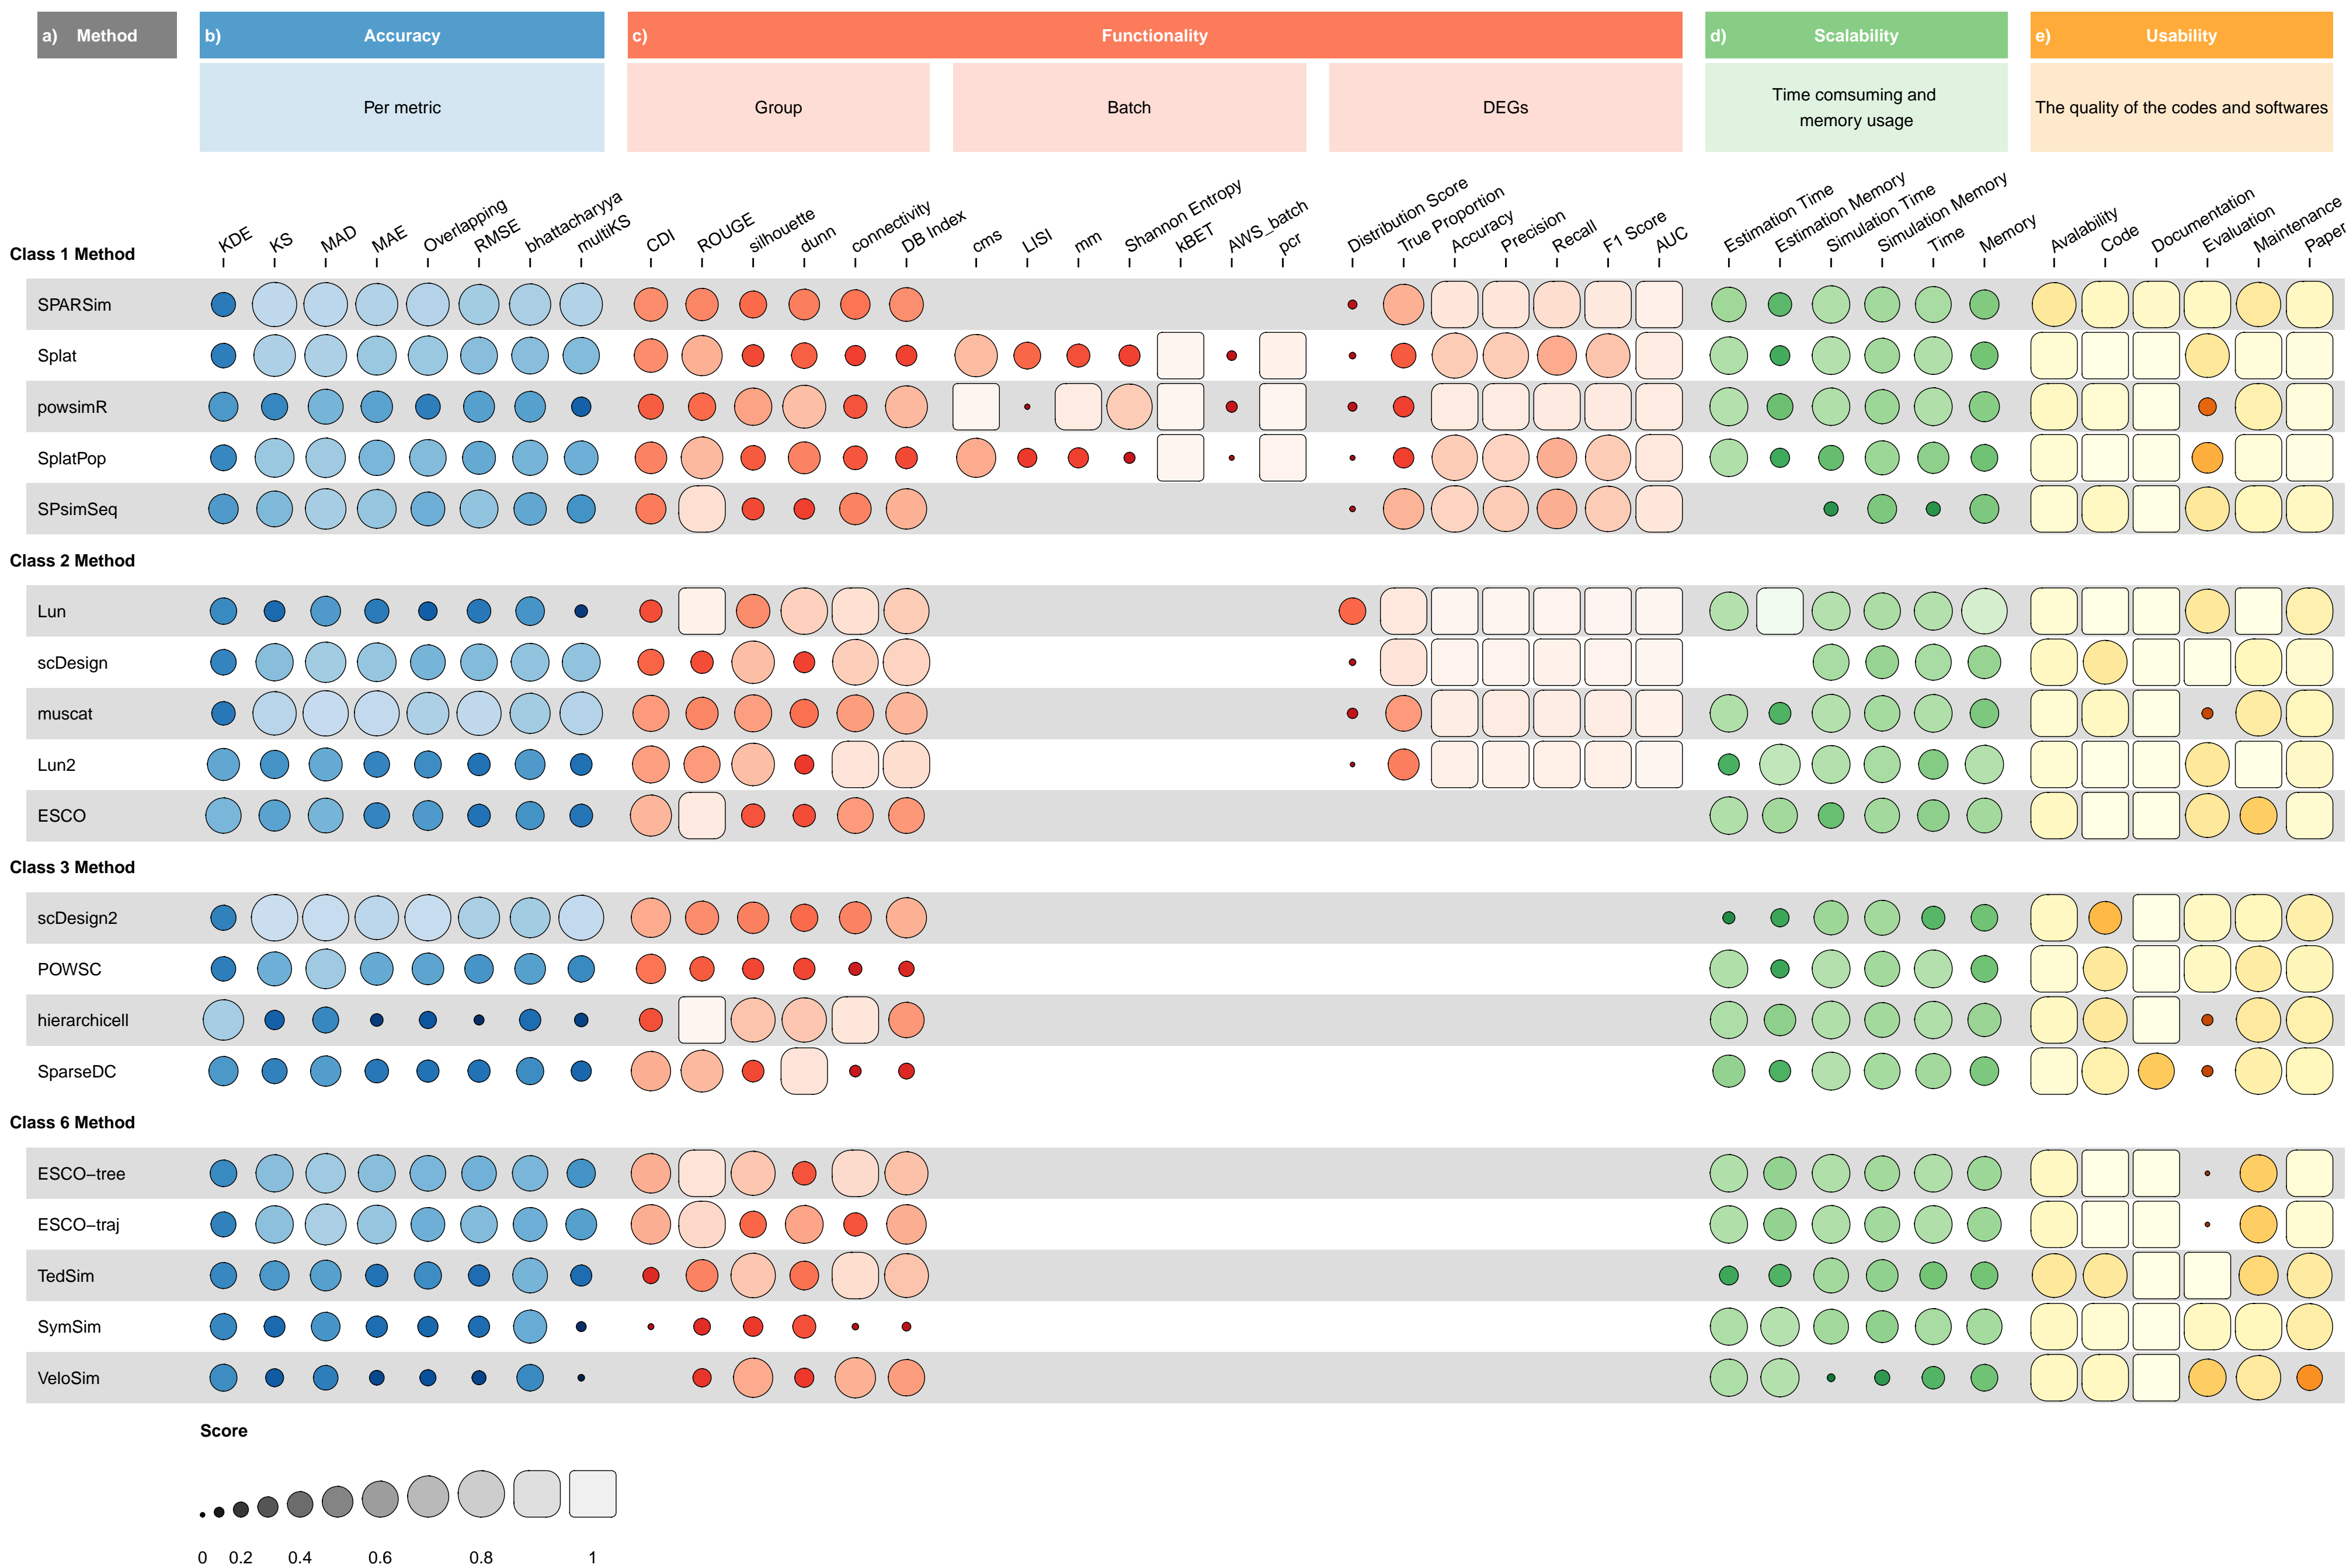 a) Method
b) Accuracy
c) Functionality
d) Scalability
e) Usability
Per metric
Group
Batch
DEGs
Time comsuming and
memory usage
The quality of the codes and softwares
KDE
KS
MAD
MAE
Overlapping
RMSE
bhattacharyya
multiKS
CDI
ROUGE
silhouette
dunn
connectivity
DB Index
cms
LISI
mm
Shannon Entropy
kBET
AWS_batch
pcr
Distribution Score
True Proportion
Accuracy
Precision
Recall
F1 Score
AUC
Estimation Time
Estimation Memory
Simulation Time
Simulation Memory
Time
Memory
Avalability
Code
Documentation
Evaluation
Maintenance
Paper
Class 1 Method
SPARSim
Splat
powsimR
SplatPop
SPsimSeq
Class 2 Method
Lun
scDesign
muscat
Lun2
ESCO
Class 3 Method
scDesign2
POWSC
hierarchicell
SparseDC
Class 6 Method
ESCO−tree
ESCO−traj
TedSim
SymSim
VeloSim
Score
0 0.2 0.4 0.6 0.8 1